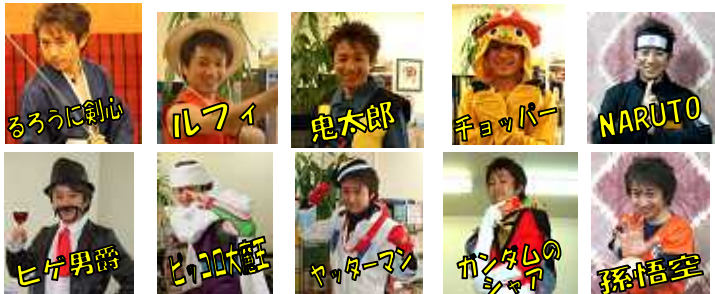 るろうに剣心
ルフィ
鬼太郎
チョッパー
NARUTO
ヒゲ男爵
ピッコロ大魔王
ヤッターマン
ガンダムの
シャア
孫悟空